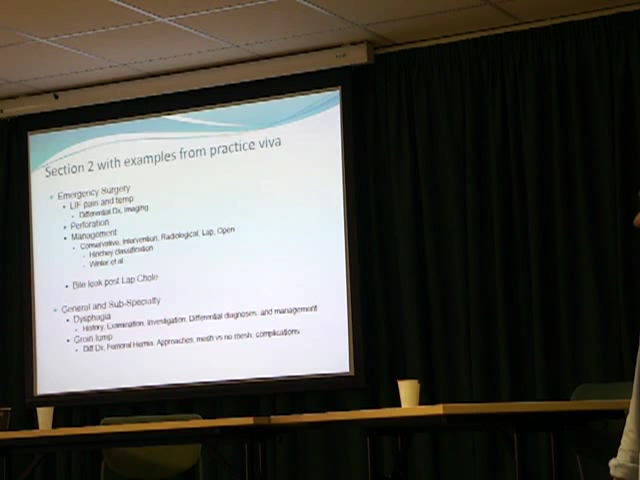 Section 2 with examples from practice viva
Emergency Surgery
LIF pain and temp
Differential Dx, imaging
Perforation
Management
Conservative, Intervention, Radiological, Lap, Open
Hinchey classification
Winter et al
Bile leak post Lap Chole
General and Sub-Specialty
Dysphagia
History, Examination, Investigation, Differential diagnoses, and management
Groin lump
Diff Dx, Femoral Hernia, Approaches, mesh vs no mesh, complications